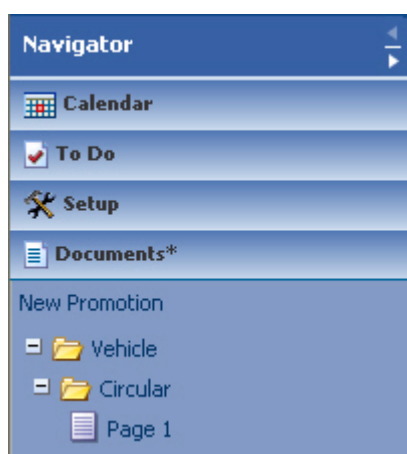 Navigator
Calendar
To Do
Setup
Documents*
New Promotion
Vehicle
Circular
Page 1